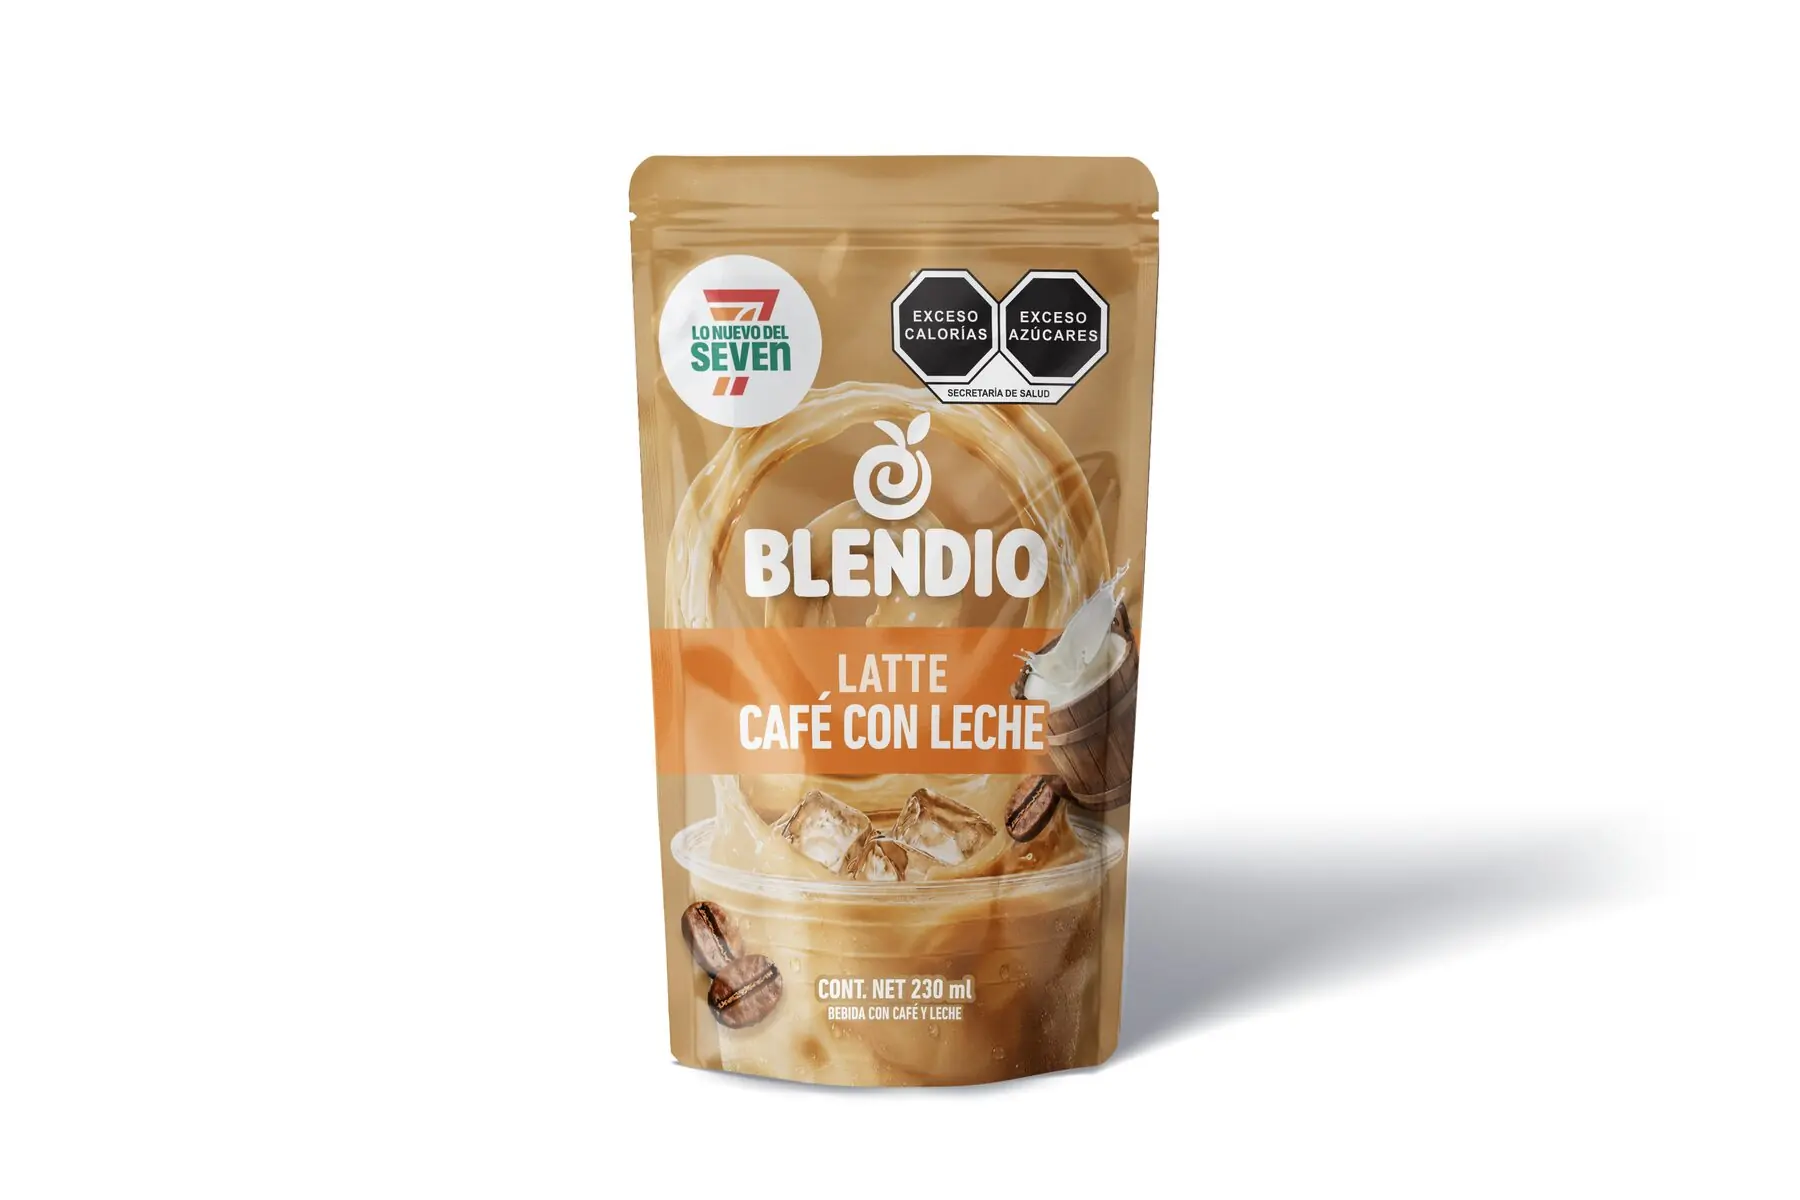 LO NUEVO DEL
SEVEn
EXCESO
CALORÍAS
EXCESO
AZÚCARES
SECRETARÍA DE SALUD
BLENDIO
LATTE
CAFÉ CON LECHE
CONT. NET 230 ml
BEBIDA CON CAFÉ Y LECHE